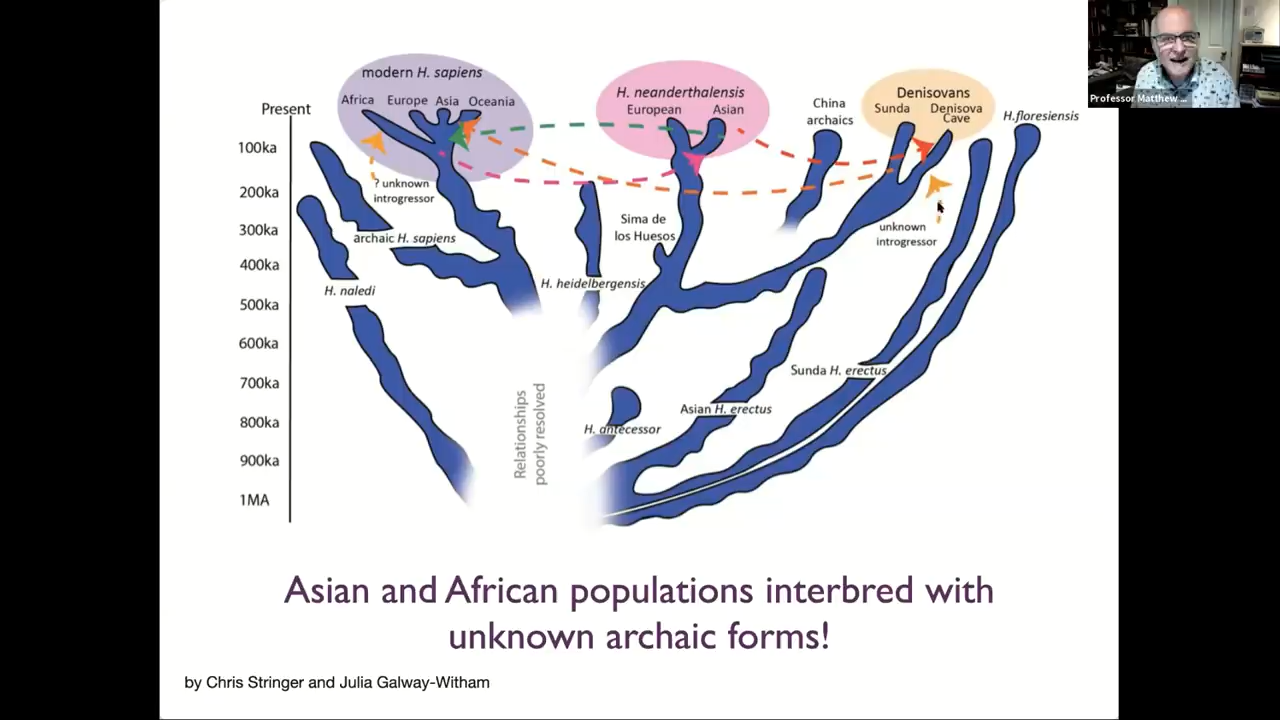 Professor Matthew ...
modern H. sapiens
H. neanderthalensis
Denisovans
Africa Europe Asia Oceania
European Asian
China
archaics
Sunda Denisova
Cave
H.floresiensis
Present
100ka
200ka
300ka
400ka
500ka
600ka
700ka
800ka
900ka
1MA
? unknown
introgressor
archaic H. sapiens
H. naledi
Sima de
los Huesos
H. heidelbergensis
unknown
introgressor
Sunda H. erectus
Asian H. erectus
H. antecessor
Relationships
poorly resolved
Asian and African populations interbred with
unknown archaic forms!
by Chris Stringer and Julia Galway-Witham